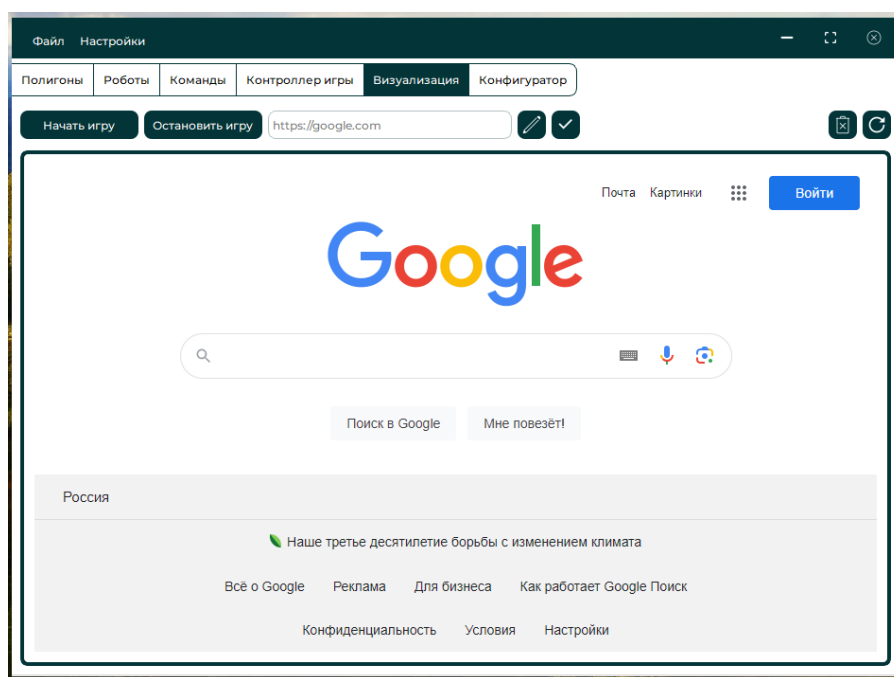 Файл Настройки
Полигоны Роботы Команды Контроллер игры Визуализация Конфигуратор
Начать игру Остановить игру https://google.com
Почта Картинки Войти
Google
Поиск в Google Мне повезёт!
Россия
Наше третье десятилетие борьбы с изменением климата
Всё о Google Реклама Для бизнеса Как работает Google Поиск
Конфиденциальность Условия Настройки